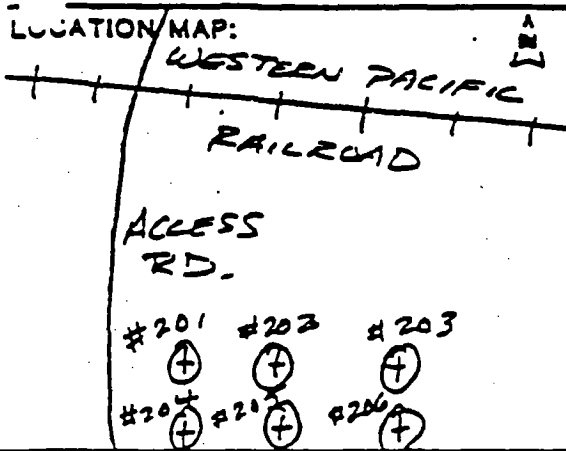 LOCATION MAP:
N
WESTERN PACIFIC
RAILROAD
ACCESS
RD.
#201 #202 #203
#204 #205 #206